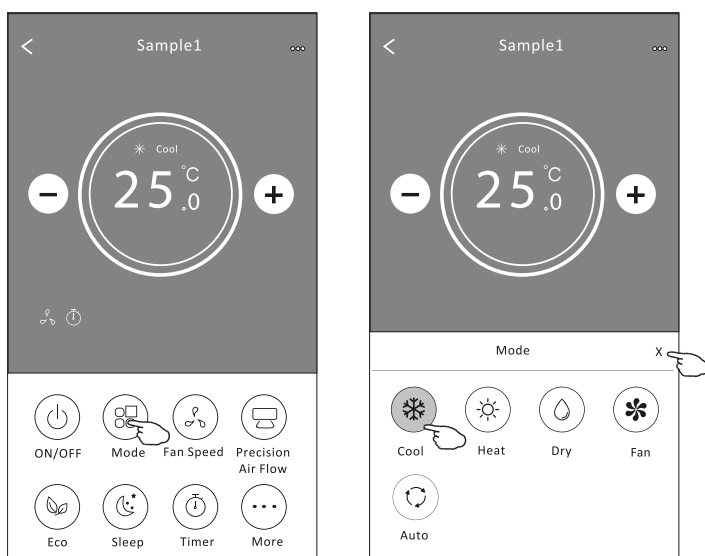 Sample1
Cool
25.0 °C
ON/OFF
Mode
Fan Speed
Precision
Air Flow
Eco
Sleep
Timer
More
Sample1
Cool
25.0 °C
Mode
X
Cool
Heat
Dry
Fan
Auto